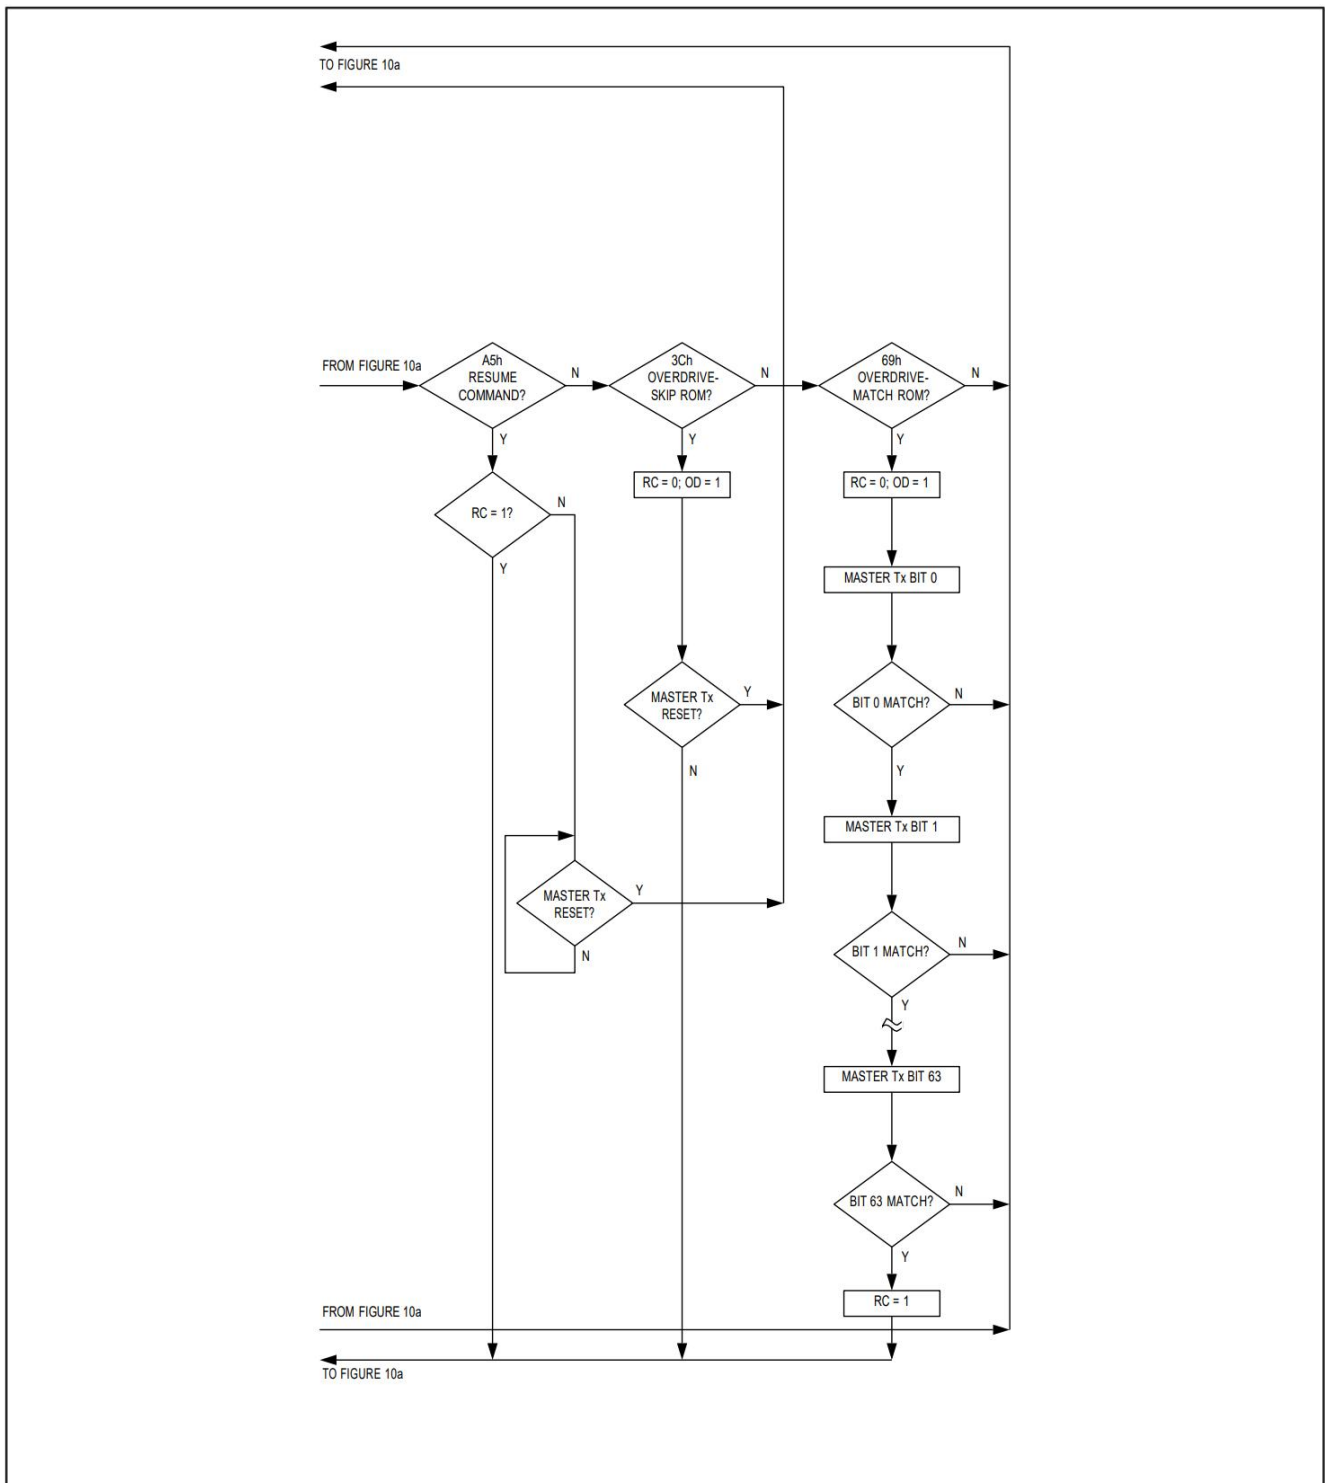 TO FIGURE 10a
FROM FIGURE 10a
A5h
RESUME
COMMAND?
N
Y
3Ch
OVERDRIVE-
SKIP ROM?
N
Y
69h
OVERDRIVE-
MATCH ROM?
N
Y
RC = 1?
N
Y
RC = 0; OD = 1
RC = 0; OD = 1
MASTER Tx BIT 0
MASTER Tx
RESET?
Y
N
BIT 0 MATCH?
N
Y
MASTER Tx BIT 1
MASTER Tx
RESET?
Y
N
BIT 1 MATCH?
N
Y
MASTER Tx BIT 63
BIT 63 MATCH?
N
Y
RC = 1
FROM FIGURE 10a
TO FIGURE 10a